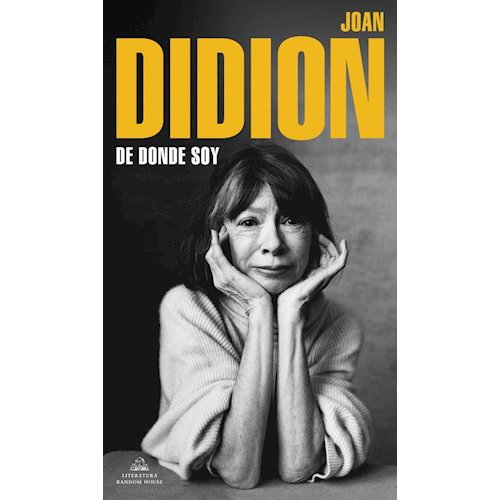 JOAN
DIDION
DE DONDE SOY
LITERATURA
RANDOM HOUSE